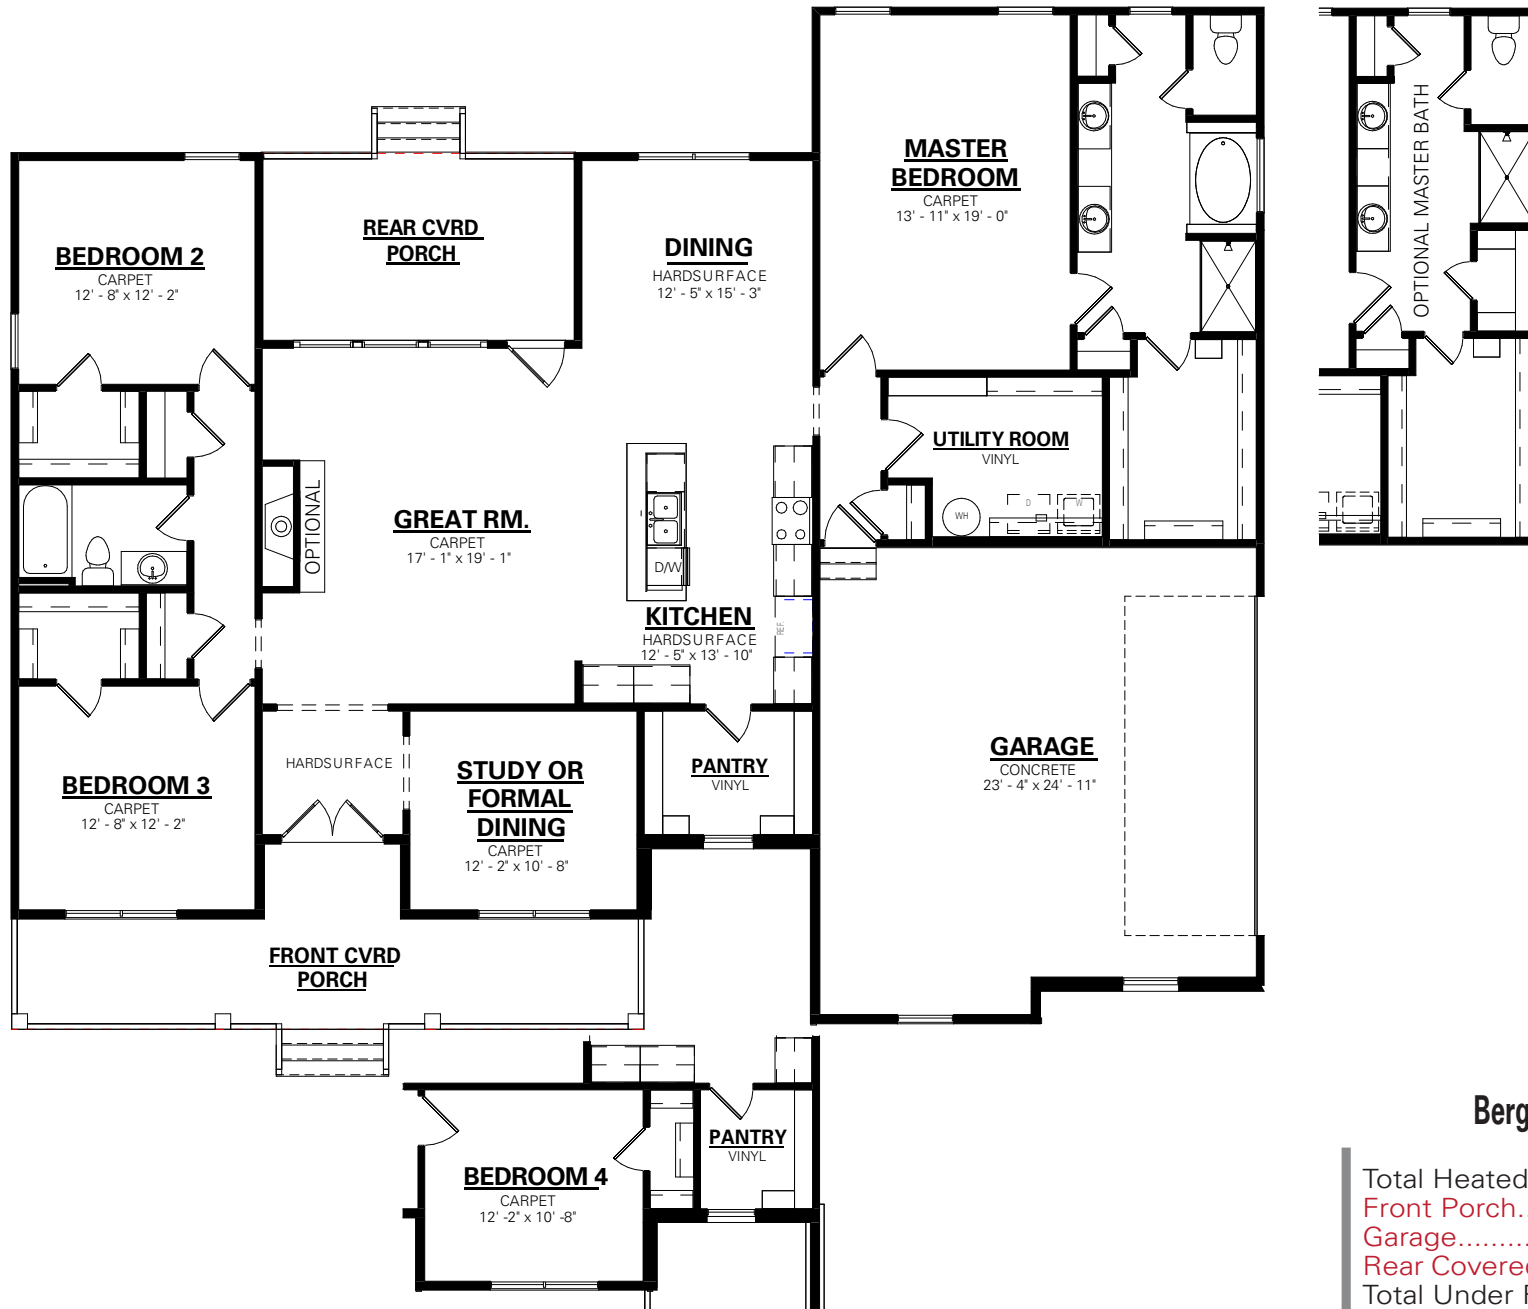 MASTER
BEDROOM
CARPET
13' - 11" x 19' - 0"
OPTIONAL MASTER BATH
REAR CVRD
PORCH
DINING
HARDSURFACE
12' - 5" x 15' - 3"
BEDROOM 2
CARPET
12' - 8" x 12' - 2"
UTILITY ROOM
VINYL
WH
D
W
OPTIONAL
GREAT RM.
CARPET
17' - 1" x 19' - 1"
D/W
KITCHEN
HARDSURFACE
12' - 5" x 13' - 10"
REF.
HARDSURFACE
BEDROOM 3
CARPET
12' - 8" x 12' - 2"
STUDY OR
FORMAL
DINING
CARPET
12' - 2" x 10' - 8"
PANTRY
VINYL
GARAGE
CONCRETE
23' - 4" x 24' - 11"
FRONT CVRD
PORCH
PANTRY
VINYL
BEDROOM 4
CARPET
12' -2" x 10' -8"
Berg
Total Heated
Front Porch..
Garage.........
Rear Covered
Total Under